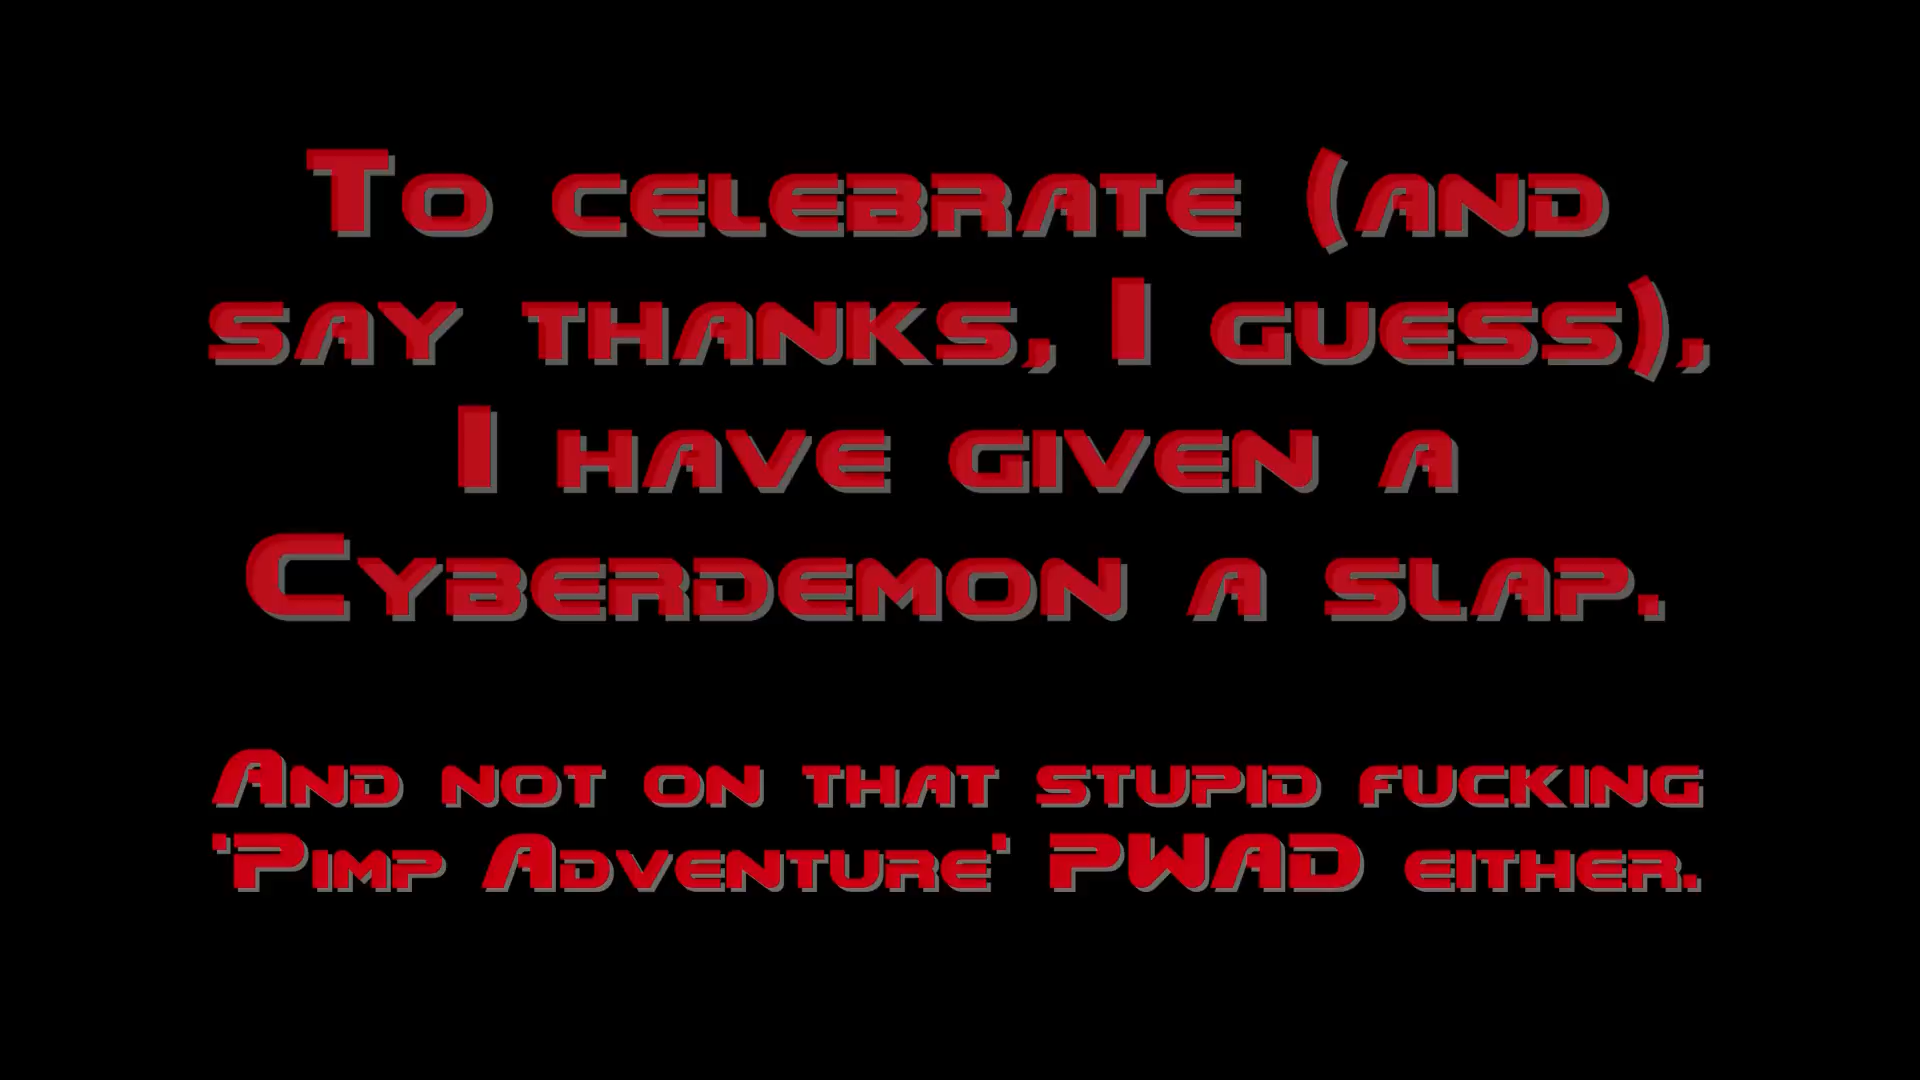 To celebrate (and
say thanks, I guess),
I have given a
Cyberdemon a slap.
And not on that stupid fucking
'Pimp Adventure' PWAD either.